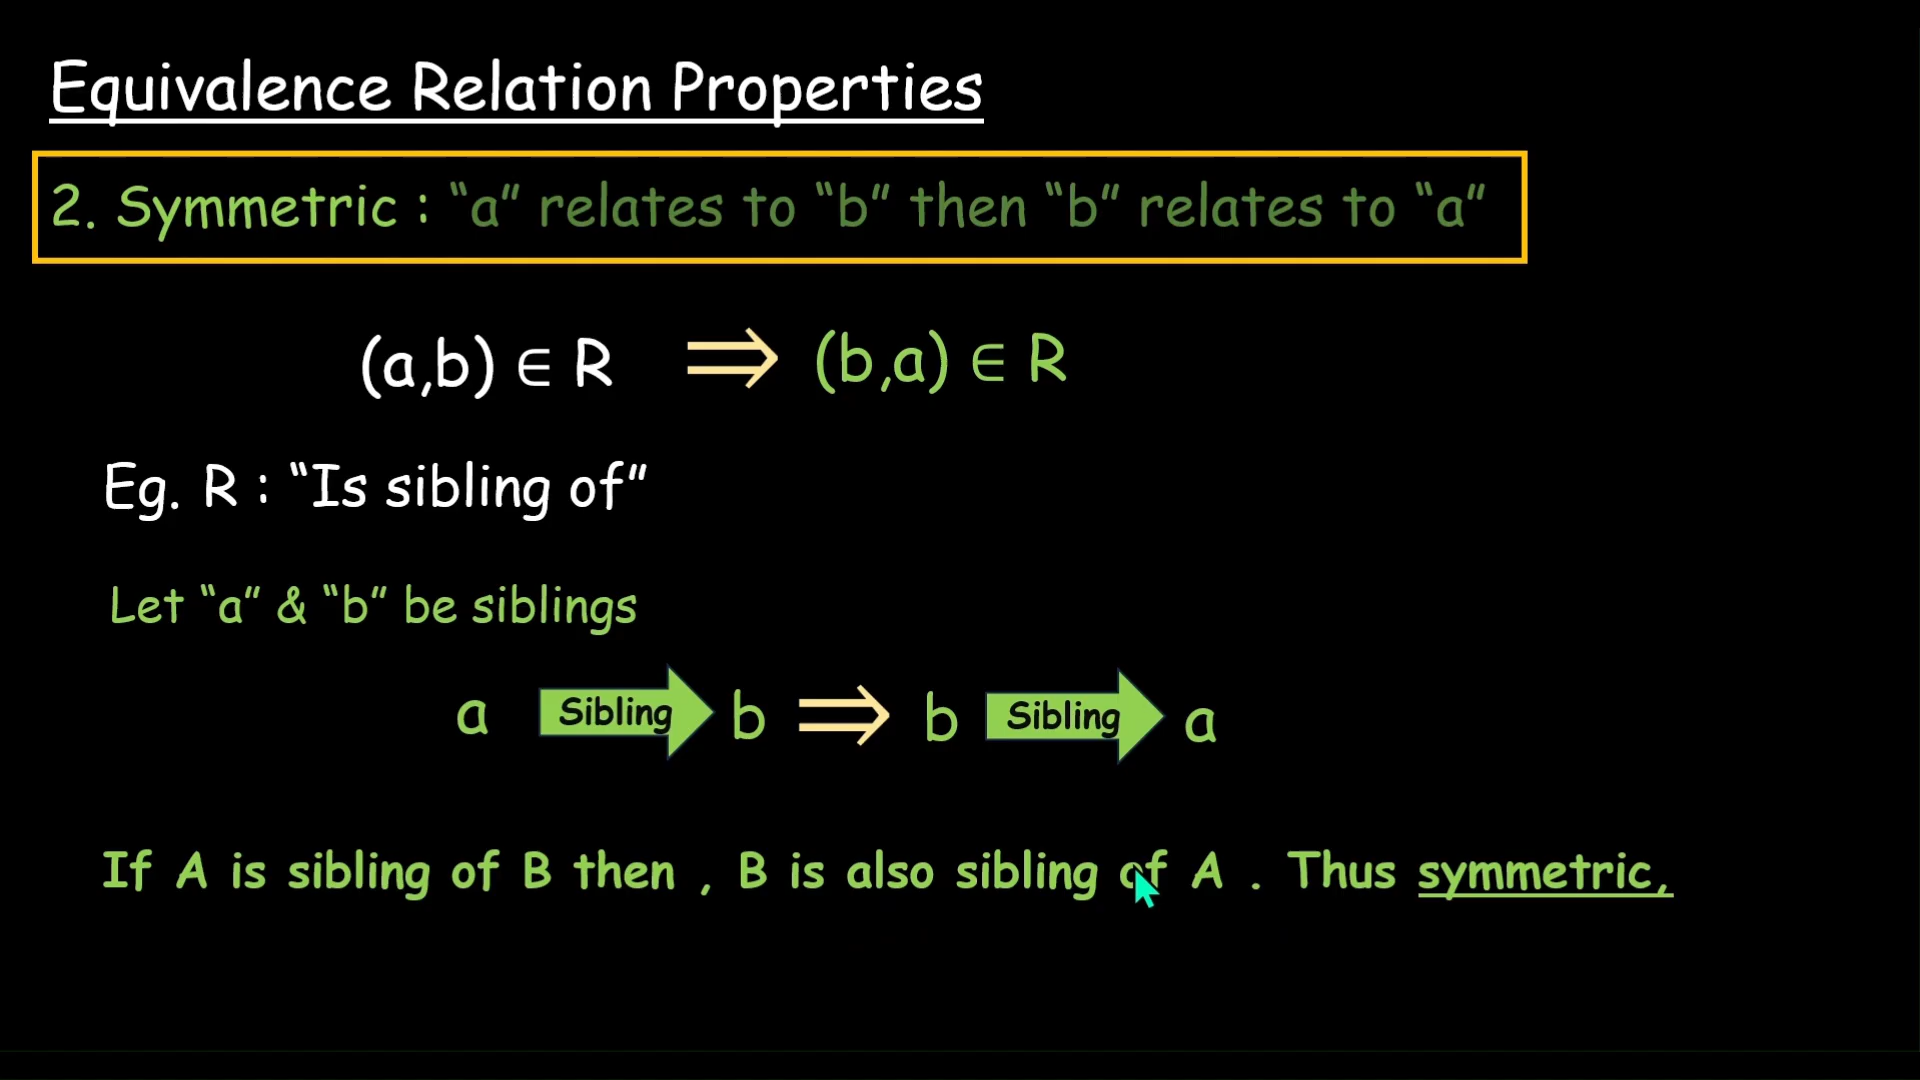 Equivalence Relation Properties
2. Symmetric : “a” relates to “b” then “b” relates to “a”
(a,b) ∈ R ⇒ (b,a) ∈ R
Eg. R : “Is sibling of”
Let “a” & “b” be siblings
a Sibling b ⇒ b Sibling a
If A is sibling of B then , B is also sibling of A . Thus symmetric,